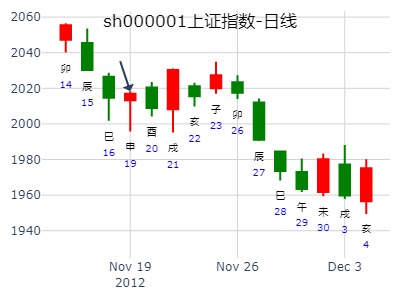 sh000001上证指数-日线
2060
2040
2020
2000
1980
1960
1940
卯
14
辰
15
巳
16
申
19
酉
20
戌
21
亥
22
子
23
卯
26
辰
27
巳
28
午
29
未
30
戌
3
亥
4
Nov 19
2012
Nov 26
Dec 3